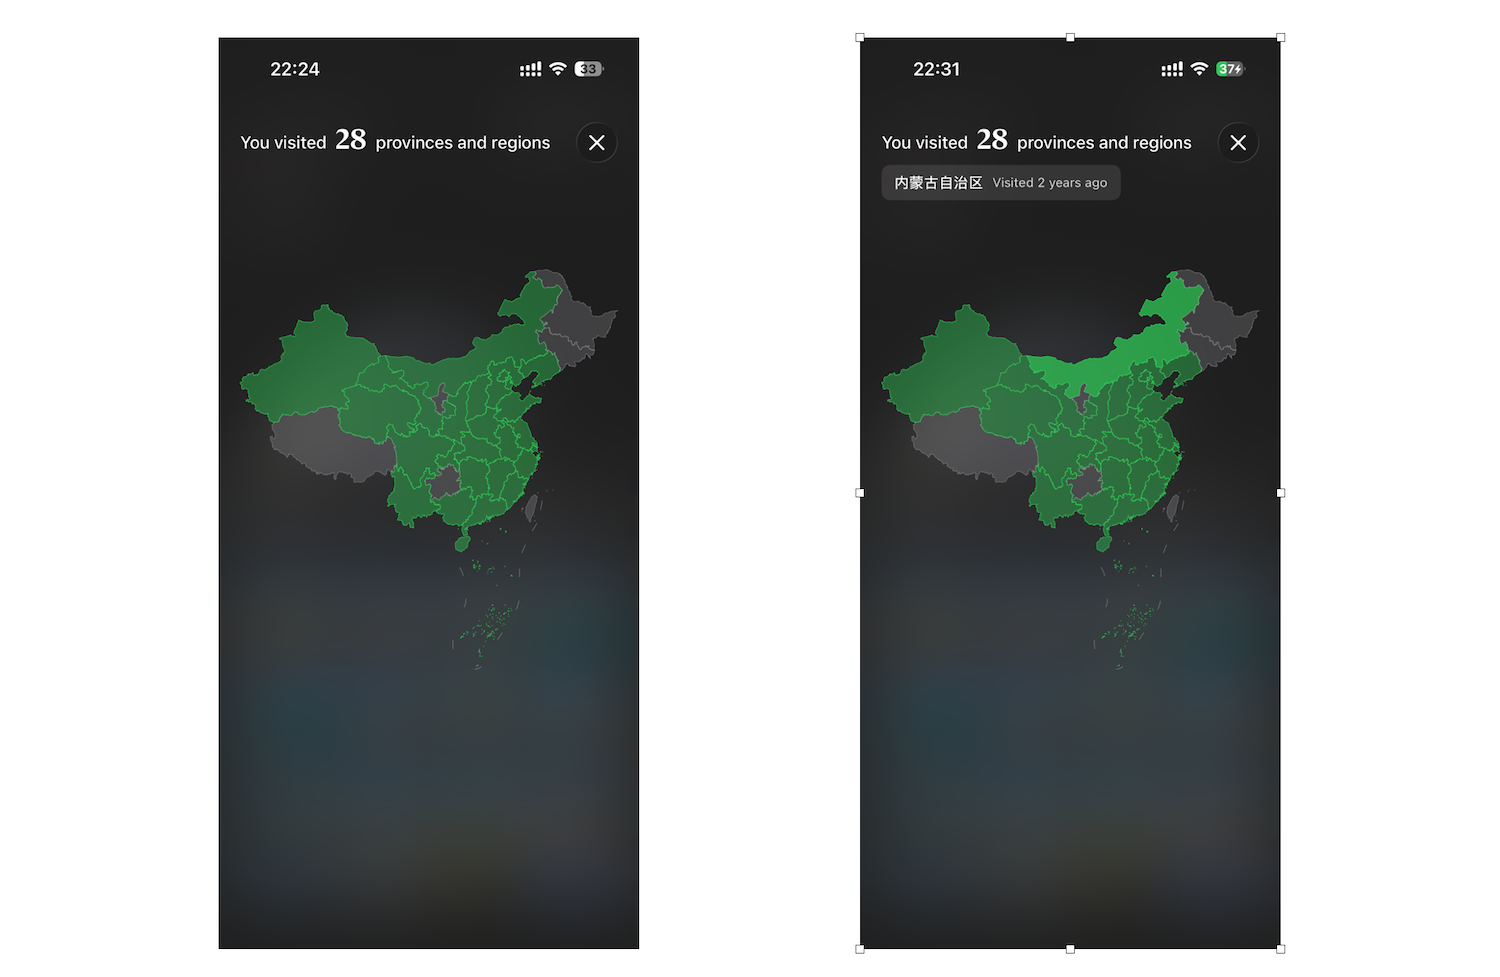 22:24
33
You visited 28 provinces and regions
22:31
37
You visited 28 provinces and regions
内蒙古自治区 Visited 2 years ago